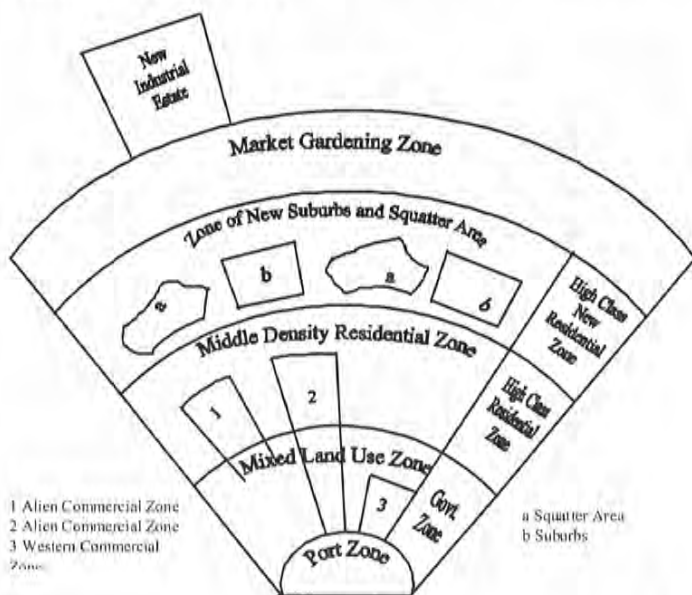 New
Industrial
Estate
Market Gardening Zone
Zone of New Suburbs and Squatter Area
a
b
a
b
High Class
New
Residential
Zone
Middle Density Residential Zone
1
2
High Class
Residential
Zone
Mixed Land Use Zone
3
Govt.
Zone
Port Zone
1 Alien Commercial Zone
2 Alien Commercial Zone
3 Western Commercial
Zone
a Squatter Area
b Suburbs